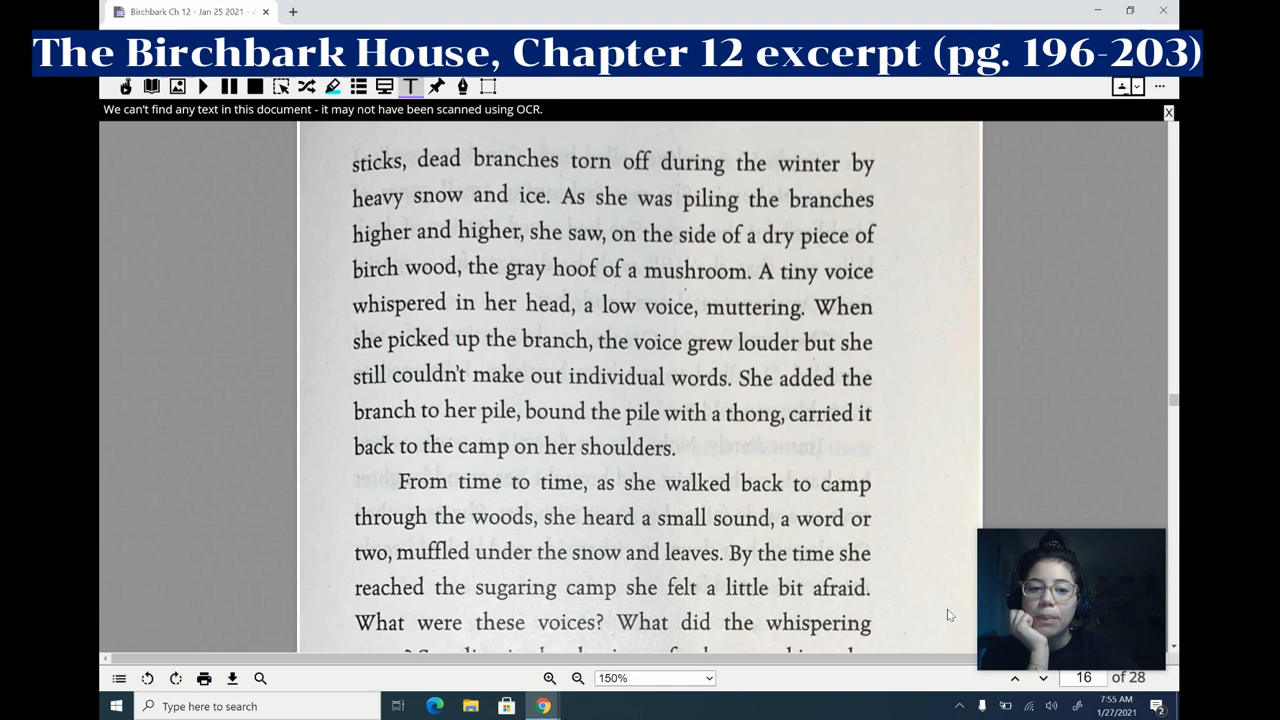 Birchbark Ch 12 - Jan 25 2021 -
The Birchbark House, Chapter 12 excerpt (pg. 196-203)
T
We can't find any text in this document - it may not have been scanned using OCR.
X
sticks, dead branches torn off during the winter by
heavy snow and ice. As she was piling the branches
higher and higher, she saw, on the side of a dry piece of
birch wood, the gray hoof of a mushroom. A tiny voice
whispered in her head, a low voice, muttering. When
she picked up the branch, the voice grew louder but she
still couldn't make out individual words. She added the
branch to her pile, bound the pile with a thong, carried it
back to the camp on her shoulders.
From time to time, as she walked back to camp
through the woods, she heard a small sound, a word or
two, muffled under the snow and leaves. By the time she
reached the sugaring camp she felt a little bit afraid.
What were these voices? What did the whispering
150%
16 of 28
Type here to search
7:55 AM
1/27/2021
2